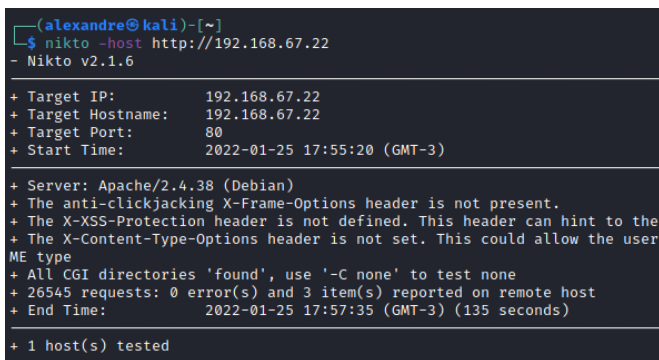 (alexandre㉿kali)-[~]
$ nikto -host http://192.168.67.22
- Nikto v2.1.6
+ Target IP: 192.168.67.22
+ Target Hostname: 192.168.67.22
+ Target Port: 80
+ Start Time: 2022-01-25 17:55:20 (GMT-3)
+ Server: Apache/2.4.38 (Debian)
+ The anti-clickjacking X-Frame-Options header is not present.
+ The X-XSS-Protection header is not defined. This header can hint to the
+ The X-Content-Type-Options header is not set. This could allow the user
ME type
+ All CGI directories 'found', use '-C none' to test none
+ 26545 requests: 0 error(s) and 3 item(s) reported on remote host
+ End Time: 2022-01-25 17:57:35 (GMT-3) (135 seconds)
+ 1 host(s) tested